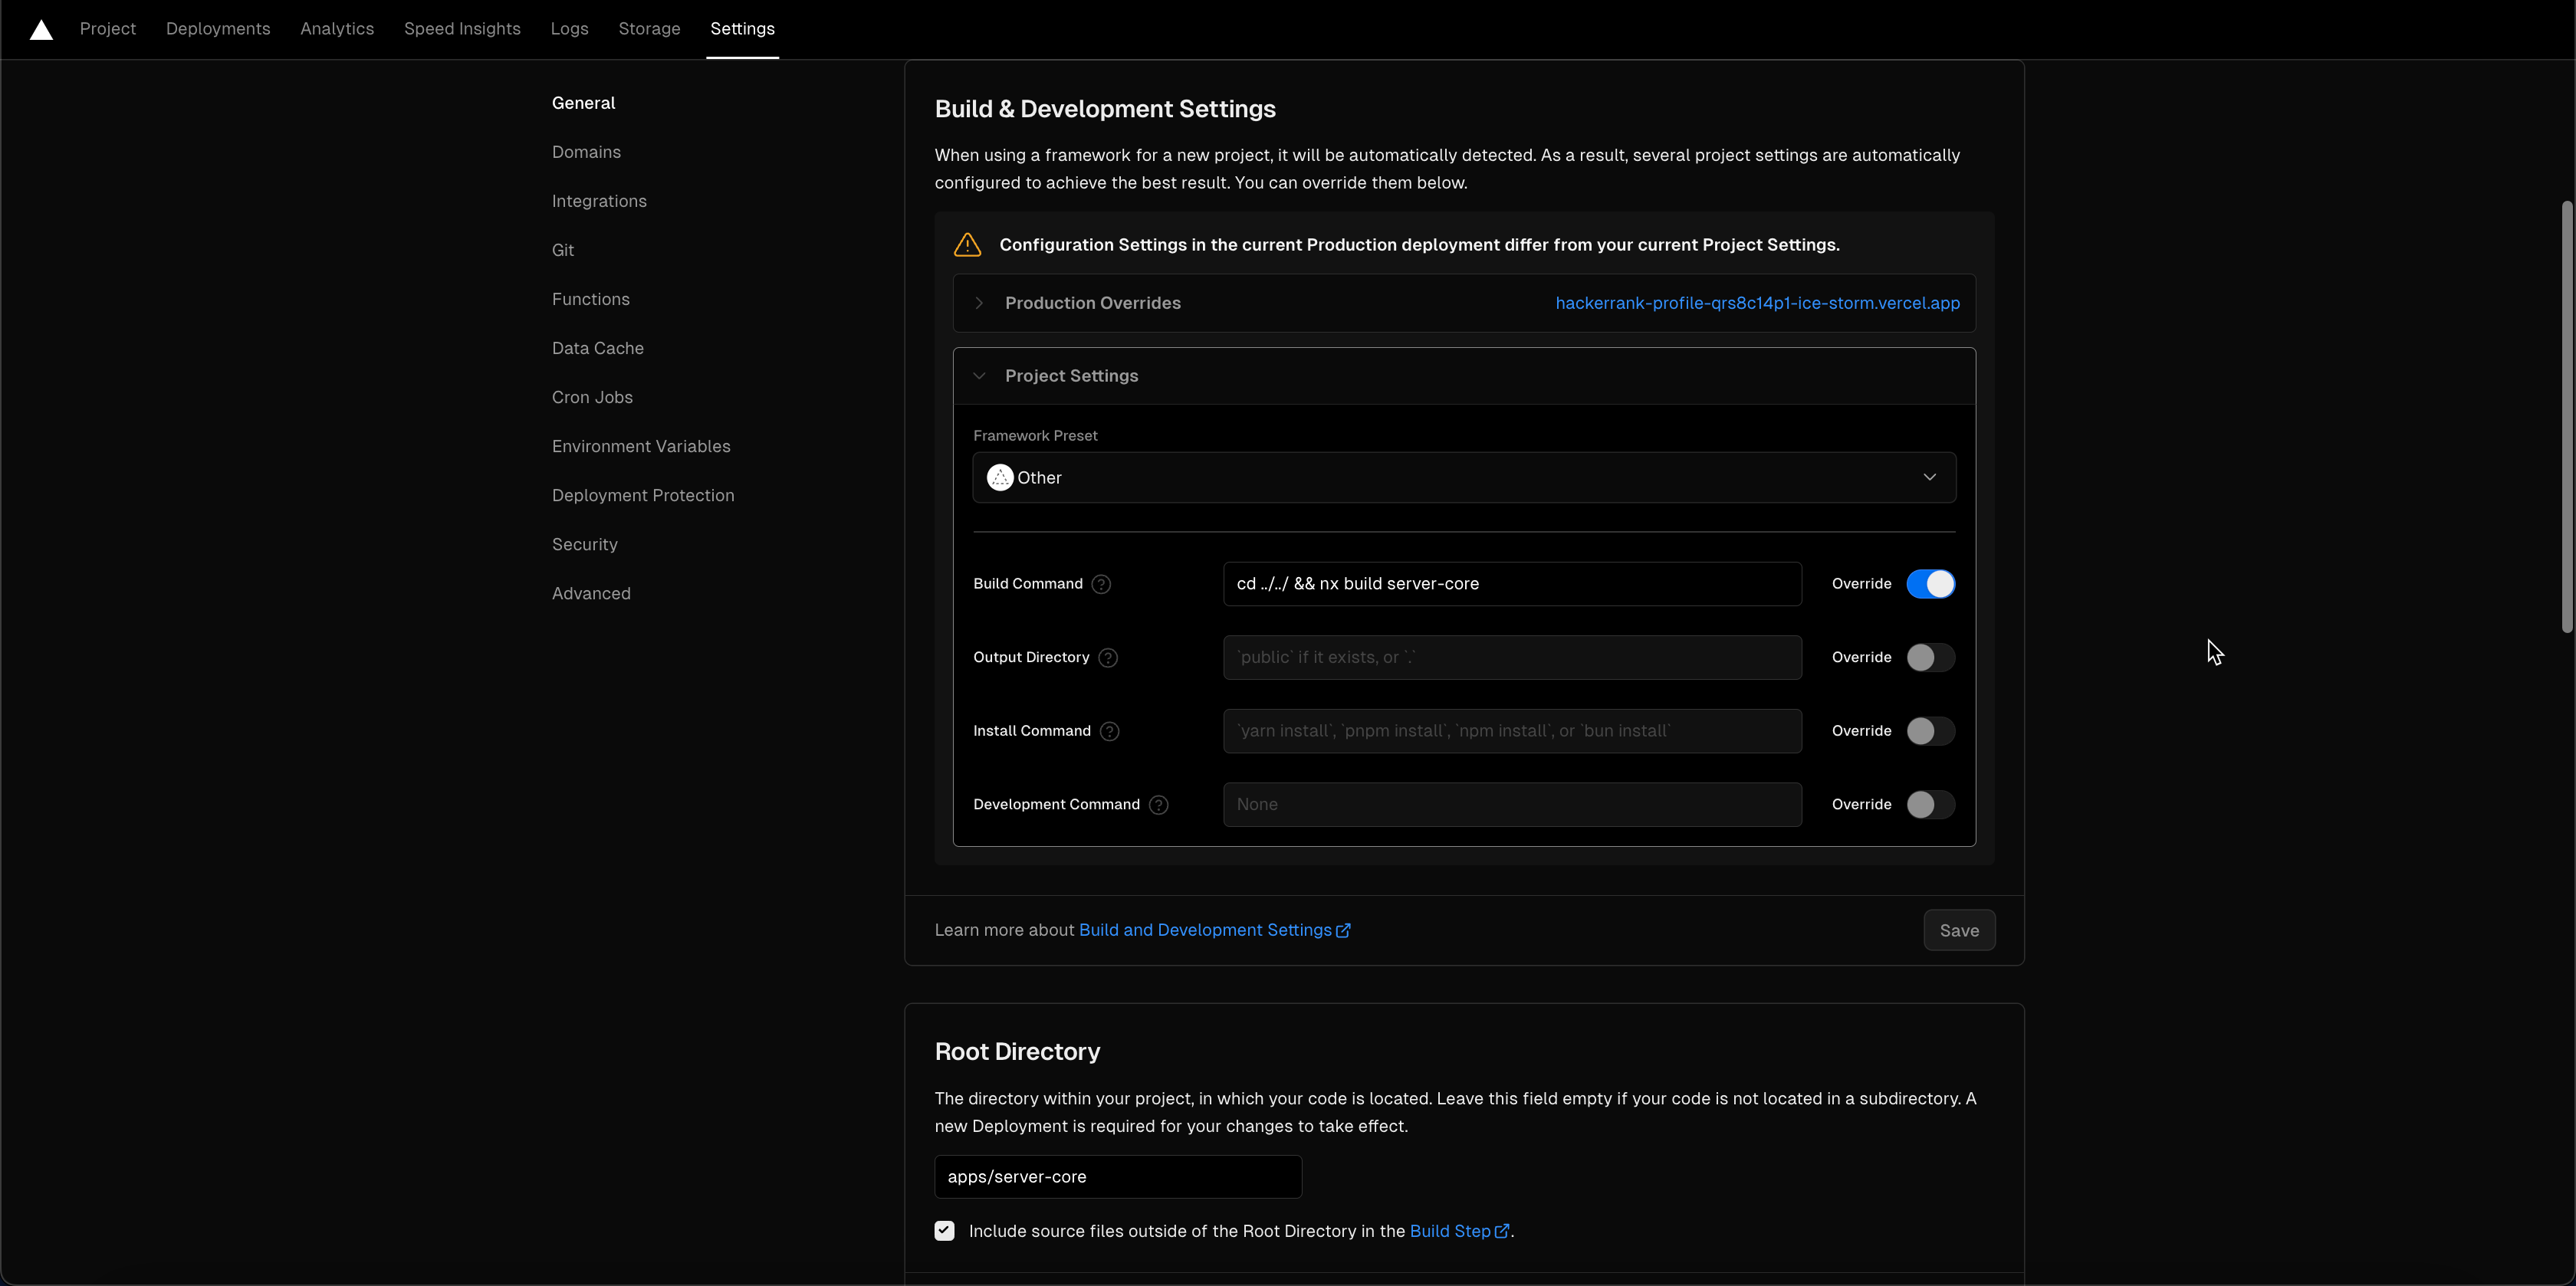 Project
Deployments
Analytics
Speed Insights
Logs
Storage
Settings
General
Domains
Integrations
Git
Functions
Data Cache
Cron Jobs
Environment Variables
Deployment Protection
Security
Advanced
Build & Development Settings
When using a framework for a new project, it will be automatically detected. As a result, several project settings are automatically
configured to achieve the best result. You can override them below.
Configuration Settings in the current Production deployment differ from your current Project Settings.
Production Overrides
hackerrank-profile-qrs8c14p1-ice-storm.vercel.app
Project Settings
Framework Preset
Other
Build Command
cd ../../ && nx build server-core
Override
Output Directory
`public` if it exists, or `.`
Override
Install Command
`yarn install`, `pnpm install`, `npm install`, or `bun install`
Override
Development Command
None
Override
Learn more about Build and Development Settings
Save
Root Directory
The directory within your project, in which your code is located. Leave this field empty if your code is not located in a subdirectory. A
new Deployment is required for your changes to take effect.
apps/server-core
Include source files outside of the Root Directory in the Build Step.